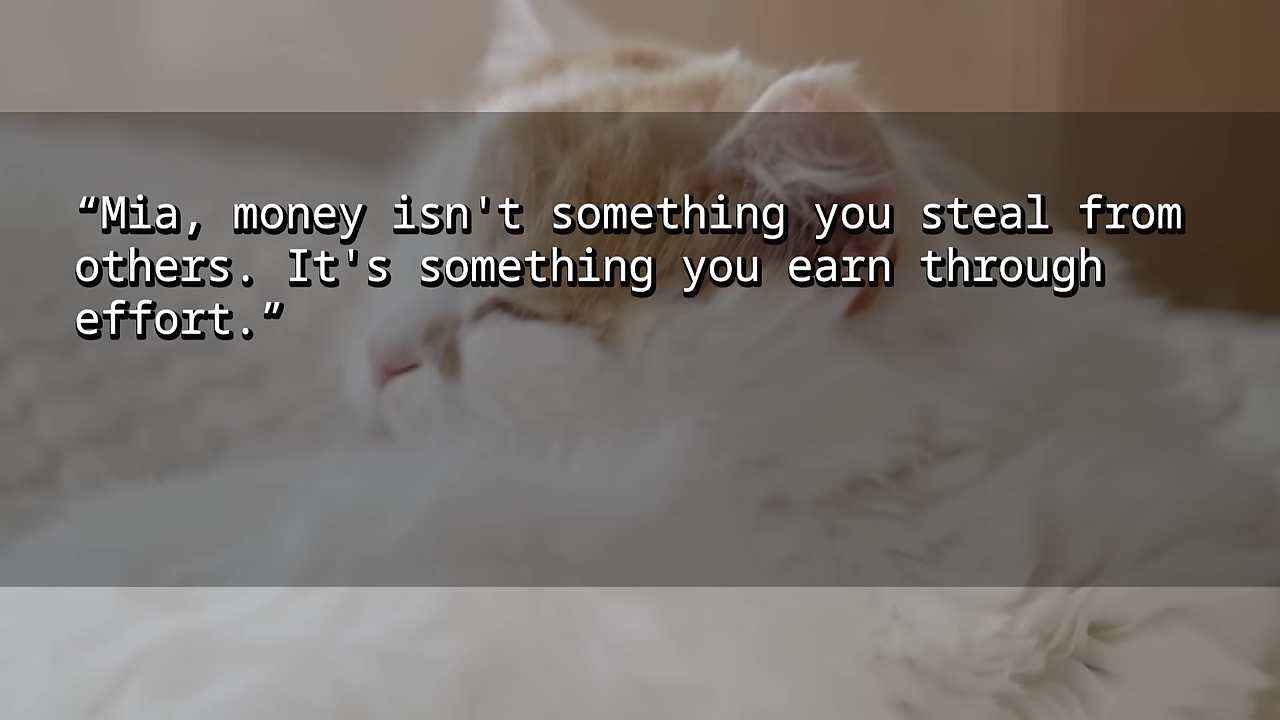 “Mia, money isn't something you steal from
others. It's something you earn through
effort.”